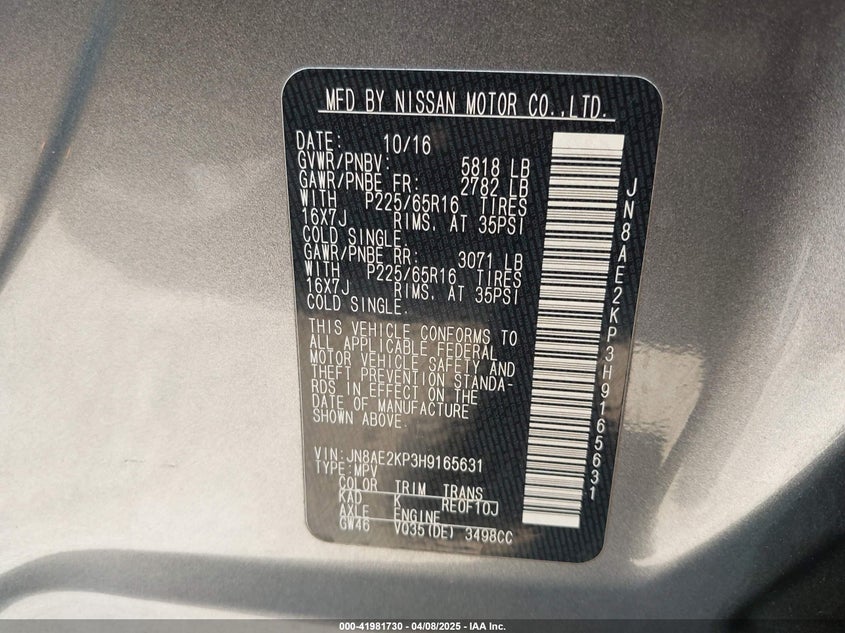 MFD BY NISSAN MOTOR CO.,LTD.
DATE: 10/16
GVWR/PNBV: 5818 LB
GAWR/PNBE FR: 2782 LB
WITH P225/65R16 TIRES
16X7J RIMS. AT 35PSI
COLD SINGLE.
GAWR/PNBE RR: 3071 LB
WITH P225/65R16 TIRES
16X7J RIMS. AT 35PSI
COLD SINGLE.
THIS VEHICLE CONFORMS TO
ALL APPLICABLE FEDERAL
MOTOR VEHICLE SAFETY AND
THEFT PREVENTION STANDA-
RDS IN EFFECT ON THE
DATE OF MANUFACTURE
SHOWN ABOVE.
VIN:JN8AE2KP3H9165631
TYPE:MPV
COLOR TRIM TRANS
KAD K RE0F10J
AXLE ENGINE
GW46 VQ35(DE) 3498CC
JN8AE2KP3H9165631
000-41981730 - 04/08/2025 - IAA Inc.